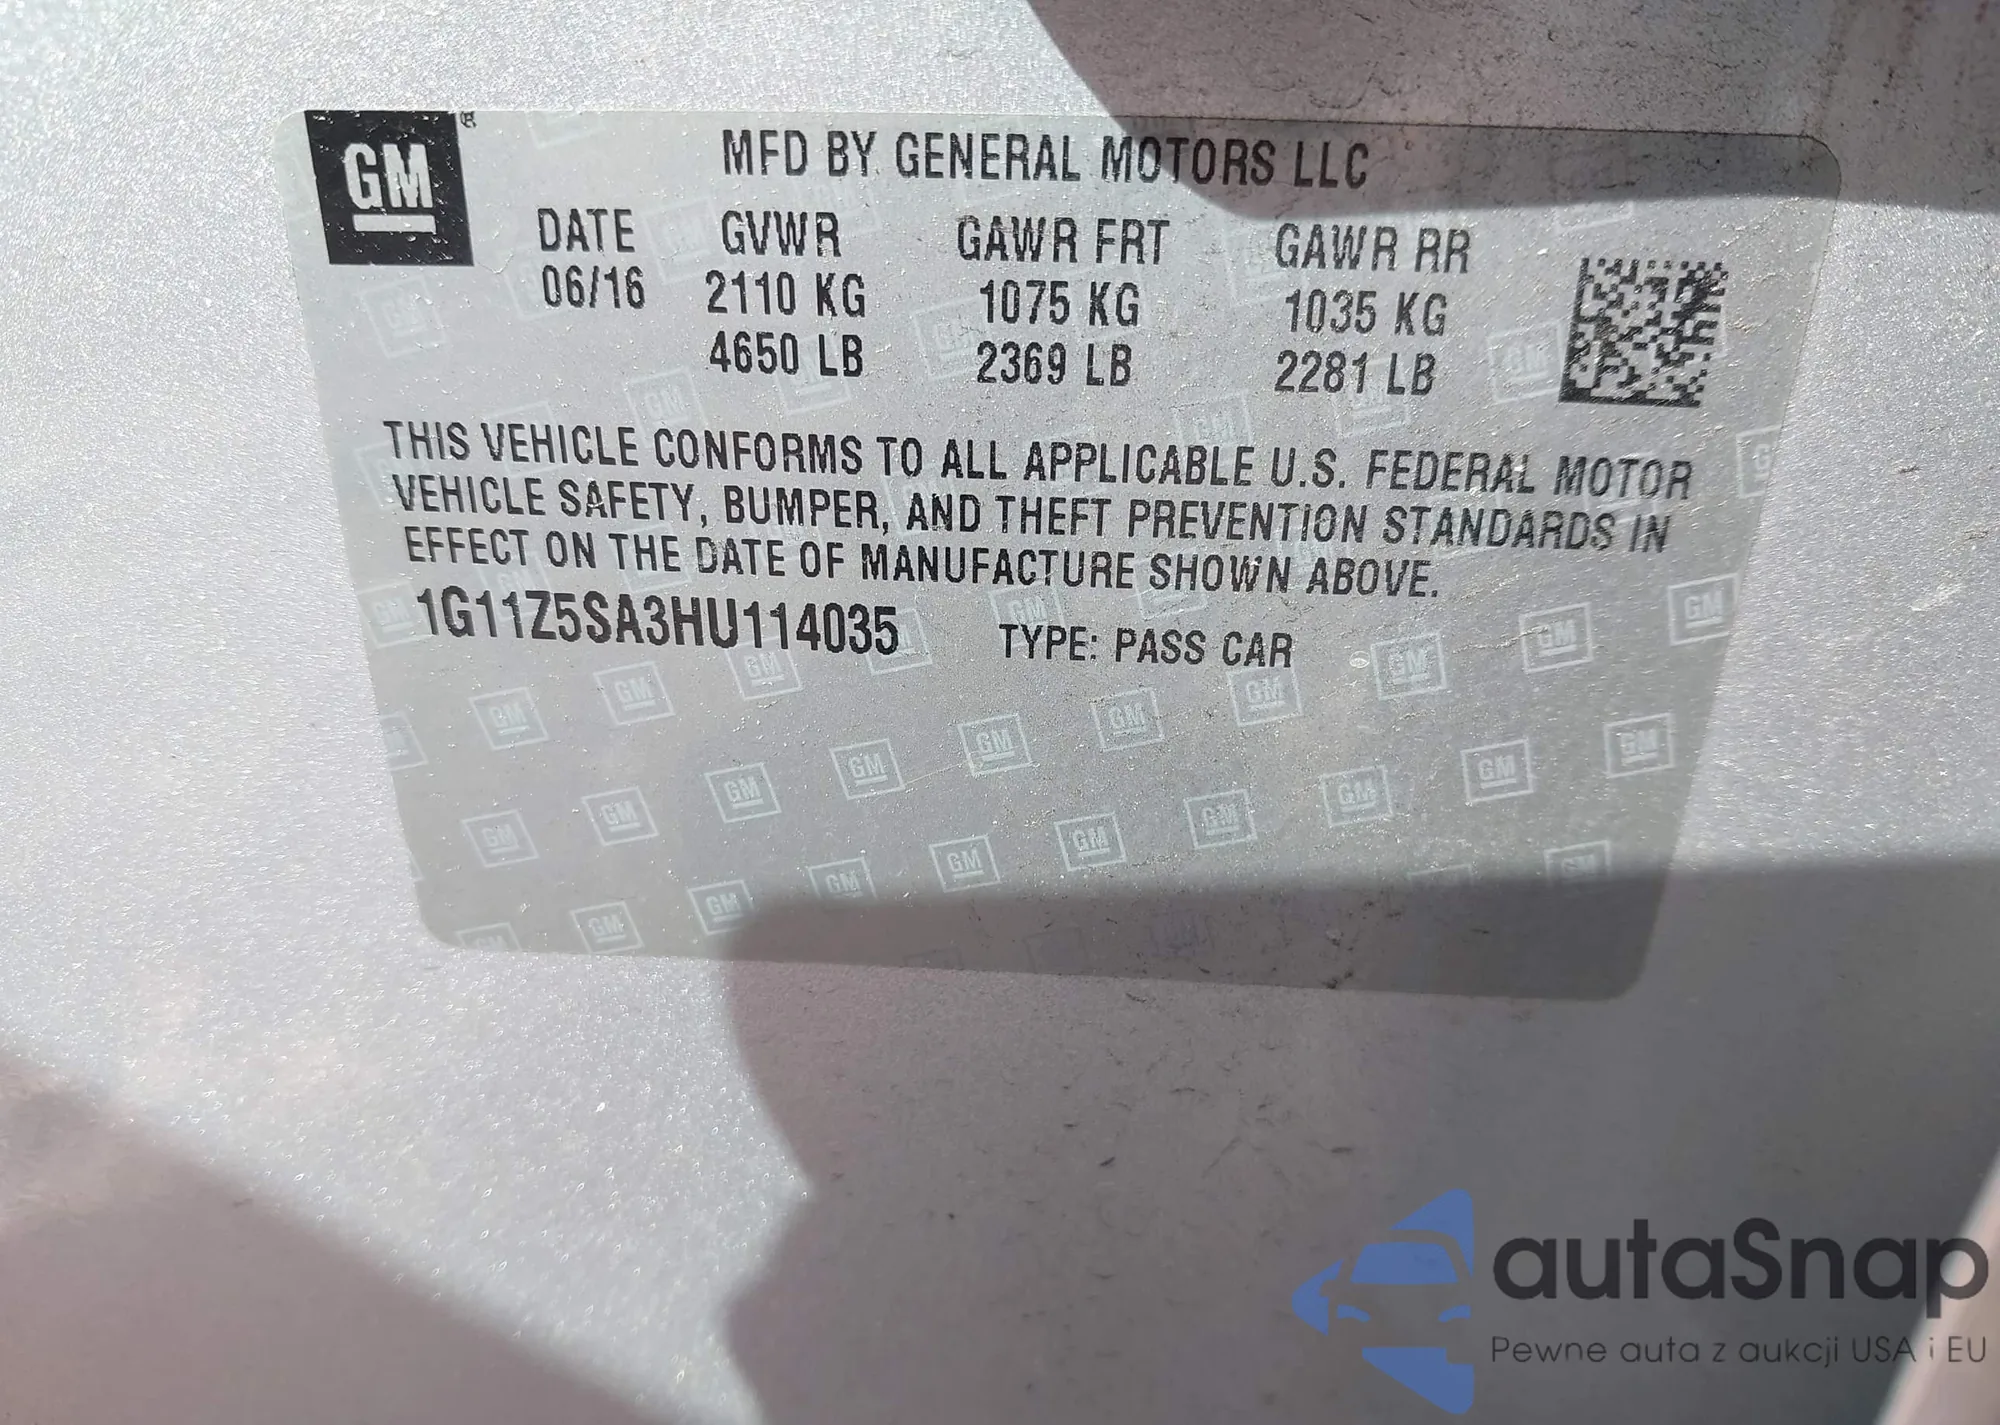 GM®
MFD BY GENERAL MOTORS LLC
DATE GVWR GAWR FRT GAWR RR
06/16 2110 KG 1075 KG 1035 KG
4650 LB 2369 LB 2281 LB
THIS VEHICLE CONFORMS TO ALL APPLICABLE U.S. FEDERAL MOTOR
VEHICLE SAFETY, BUMPER, AND THEFT PREVENTION STANDARDS IN
EFFECT ON THE DATE OF MANUFACTURE SHOWN ABOVE.
1G11Z5SA3HU114035 TYPE: PASS CAR
autaSnap
Pewne auta z aukcji USA i EU